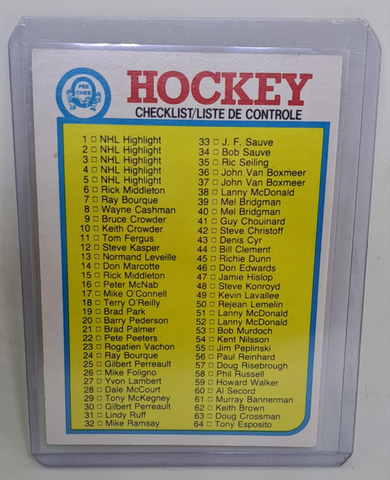 PEE
CHEE
HOCKEY
CHECKLIST/LISTE DE CONTROLE
1 □ NHL Highlight
2 □ NHL Highlight
3 □ NHL Highlight
4 □ NHL Highlight
5 □ NHL Highlight
6 □ Rick Middleton
7 □ Ray Bourque
8 □ Wayne Cashman
9 □ Bruce Crowder
10 □ Keith Crowder
11 □ Tom Fergus
12 □ Steve Kasper
13 □ Normand Leveille
14 □ Don Marcotte
15 □ Rick Middleton
16 □ Peter McNab
17 □ Mike O'Connell
18 □ Terry O'Reilly
19 □ Brad Park
20 □ Barry Pederson
21 □ Brad Palmer
22 □ Pete Peeters
23 □ Rogatien Vachon
24 □ Ray Bourque
25 □ Gilbert Perreault
26 □ Mike Foligno
27 □ Yvon Lambert
28 □ Dale McCourt
29 □ Tony McKegney
30 □ Gilbert Perreault
31 □ Lindy Ruff
32 □ Mike Ramsay
33 □ J. F. Sauve
34 □ Bob Sauve
35 □ Ric Seiling
36 □ John Van Boxmeer
37 □ John Van Boxmeer
38 □ Lanny McDonald
39 □ Mel Bridgman
40 □ Mel Bridgman
41 □ Guy Chouinard
42 □ Steve Christoff
43 □ Denis Cyr
44 □ Bill Clement
45 □ Richie Dunn
46 □ Don Edwards
47 □ Jamie Hislop
48 □ Steve Konroyd
49 □ Kevin Lavallee
50 □ Rejean Lemelin
51 □ Lanny McDonald
52 □ Lanny McDonald
53 □ Bob Murdoch
54 □ Kent Nilsson
55 □ Jim Peplinski
56 □ Paul Reinhard
57 □ Doug Risebrough
58 □ Phil Russell
59 □ Howard Walker
60 □ Al Secord
61 □ Murray Bannerman
62 □ Keith Brown
63 □ Doug Crossman
64 □ Tony Esposito